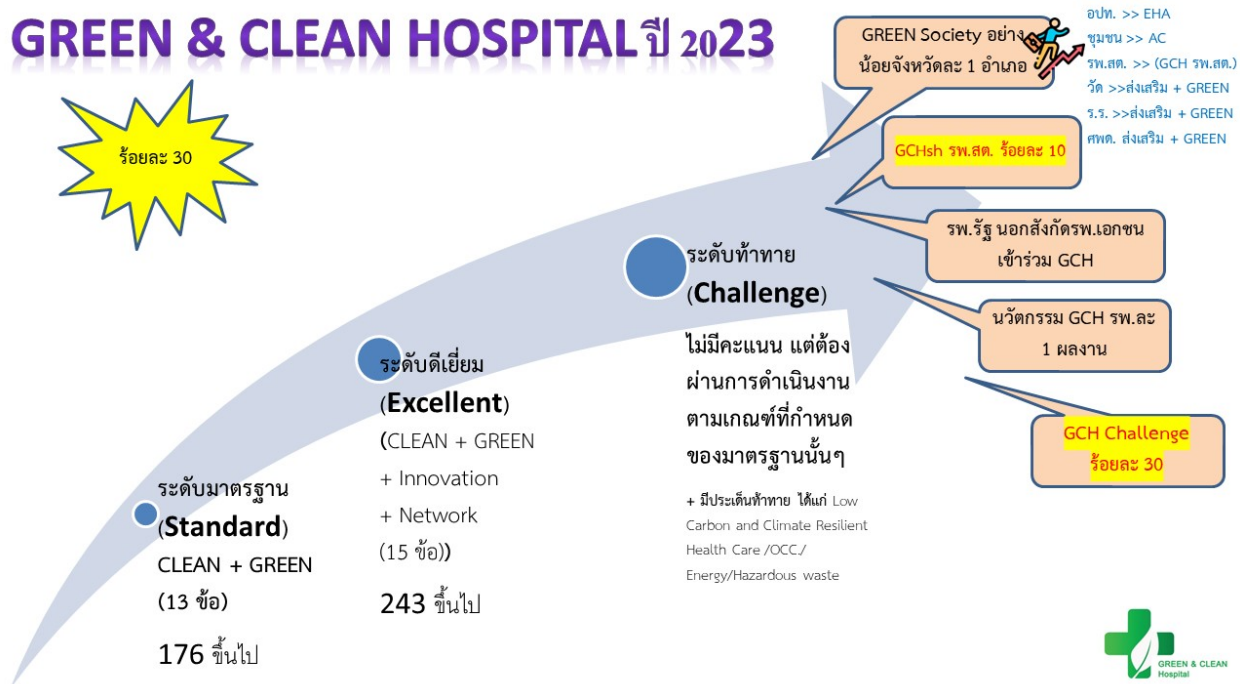 GREEN & CLEAN HOSPITAL ปี 2023
ร้อยละ 30
GREEN Society อย่าง
น้อยจังหวัดละ 1 อำเภอ
อปท. >> EHA
ชุมชน >> AC
รพ.สต. >> (GCH รพ.สต.)
วัด >>ส่งเสริม + GREEN
ร.ร. >>ส่งเสริม + GREEN
ศพด. ส่งเสริม + GREEN
GCHsh รพ.สต. ร้อยละ 10
รพ.รัฐ นอกสังกัดรพ.เอกชน
เข้าร่วม GCH
นวัตกรรม GCH รพ.ละ
1 ผลงาน
GCH Challenge
ร้อยละ 30
ระดับท้าทาย
(Challenge)
ไม่มีคะแนน แต่ต้อง
ผ่านการดำเนินงาน
ตามเกณฑ์ที่กำหนด
ของมาตรฐานนั้นๆ
+ มีประเด็นท้าทาย ได้แก่ Low
Carbon and Climate Resilient
Health Care /OCC./
Energy/Hazardous waste
ระดับดีเยี่ยม
(Excellent)
(CLEAN + GREEN
+ Innovation
+ Network
(15 ข้อ))
243 ขึ้นไป
ระดับมาตรฐาน
(Standard)
CLEAN + GREEN
(13 ข้อ)
176 ขึ้นไป
GREEN & CLEAN
Hospital